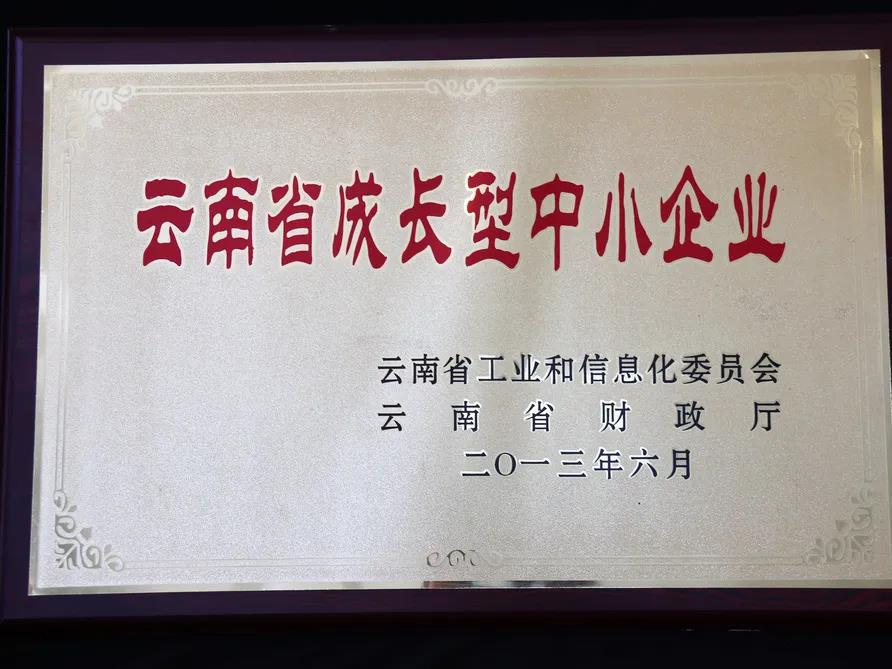 云南省成长型中小企业
云南省工业和信息化委员会
云南省财政厅
二〇一三年六月